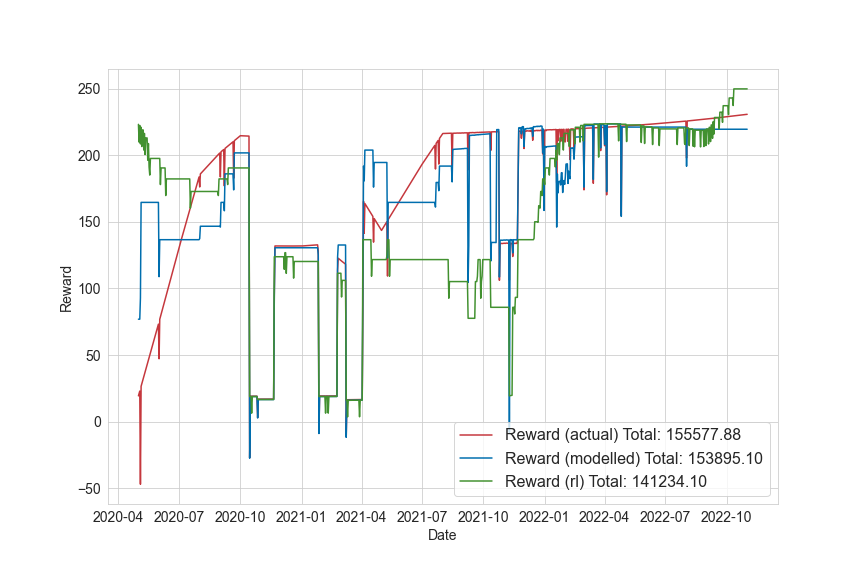 250
200
150
100
50
0
−50
Reward
2020-04 2020-07 2020-10 2021-01 2021-04 2021-07 2021-10 2022-01 2022-04 2022-07 2022-10
Date
Reward (actual) Total: 155577.88
Reward (modelled) Total: 153895.10
Reward (rl) Total: 141234.10